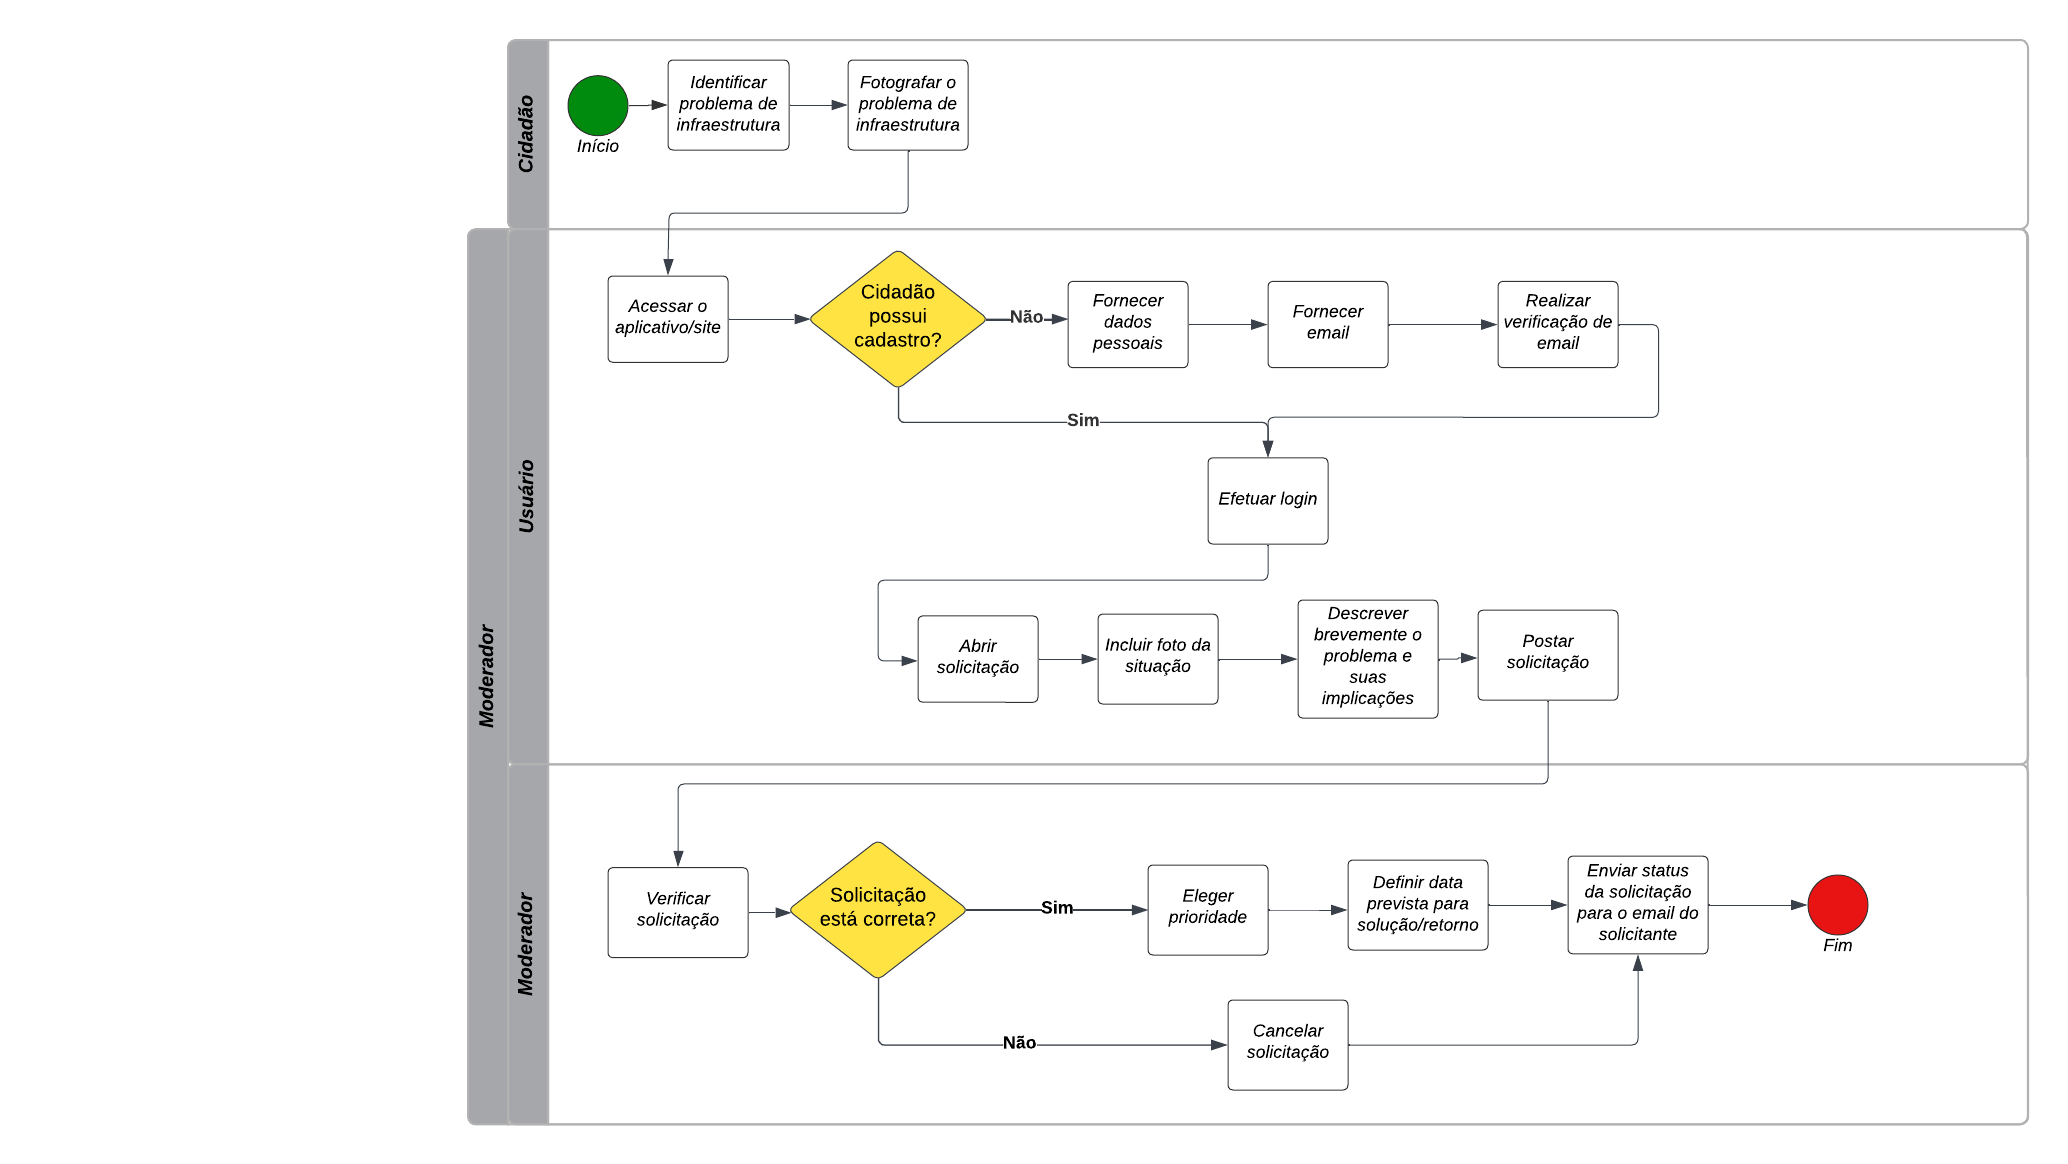 Cidadão
Início
Identificar
problema de
infraestrutura
Fotografar o
problema de
infraestrutura
Moderador
Usuário
Acessar o
aplicativo/site
Cidadão
possui
cadastro?
Não
Fornecer
dados
pessoais
Fornecer
email
Realizar
verificação de
email
Sim
Efetuar login
Abrir
solicitação
Incluir foto da
situação
Descrever
brevemente o
problema e
suas
implicações
Postar
solicitação
Moderador
Verificar
solicitação
Solicitação
está correta?
Sim
Eleger
prioridade
Definir data
prevista para
solução/retorno
Enviar status
da solicitação
para o email do
solicitante
Fim
Não
Cancelar
solicitação